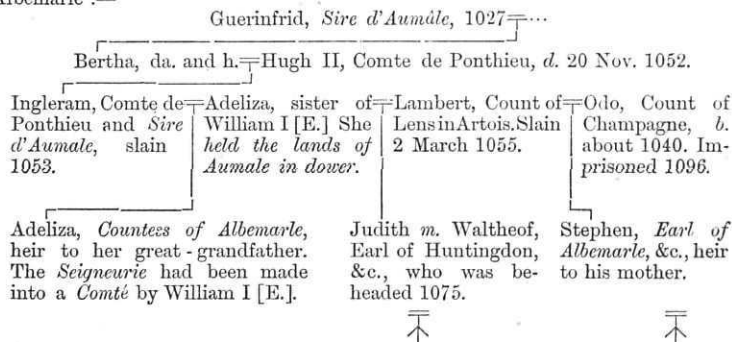 Guerinfrid, Sire d'Aumâle, 1027=...
Bertha, da. and h.=Hugh II, Comte de Ponthieu, d. 20 Nov. 1052.
Ingleram, Comte de=
Ponthieu and Sire
d'Aumale, slain
1053.
Adeliza, sister of=
William I [E.] She
held the lands of
Aumale in dower.
Lambert, Count of=
Lens in Artois. Slain
2 March 1055.
Odo, Count of
Champagne, b.
about 1040. Im-
prisoned 1096.
Adeliza, Countess of Albemarle,
heir to her great-grandfather.
The Seigneurie had been made
into a Comté by William I [E.].
Judith m. Waltheof,
Earl of Huntingdon,
&c., who was be-
headed 1075.
Stephen, Earl of
Albemarle, &c., heir
to his mother.